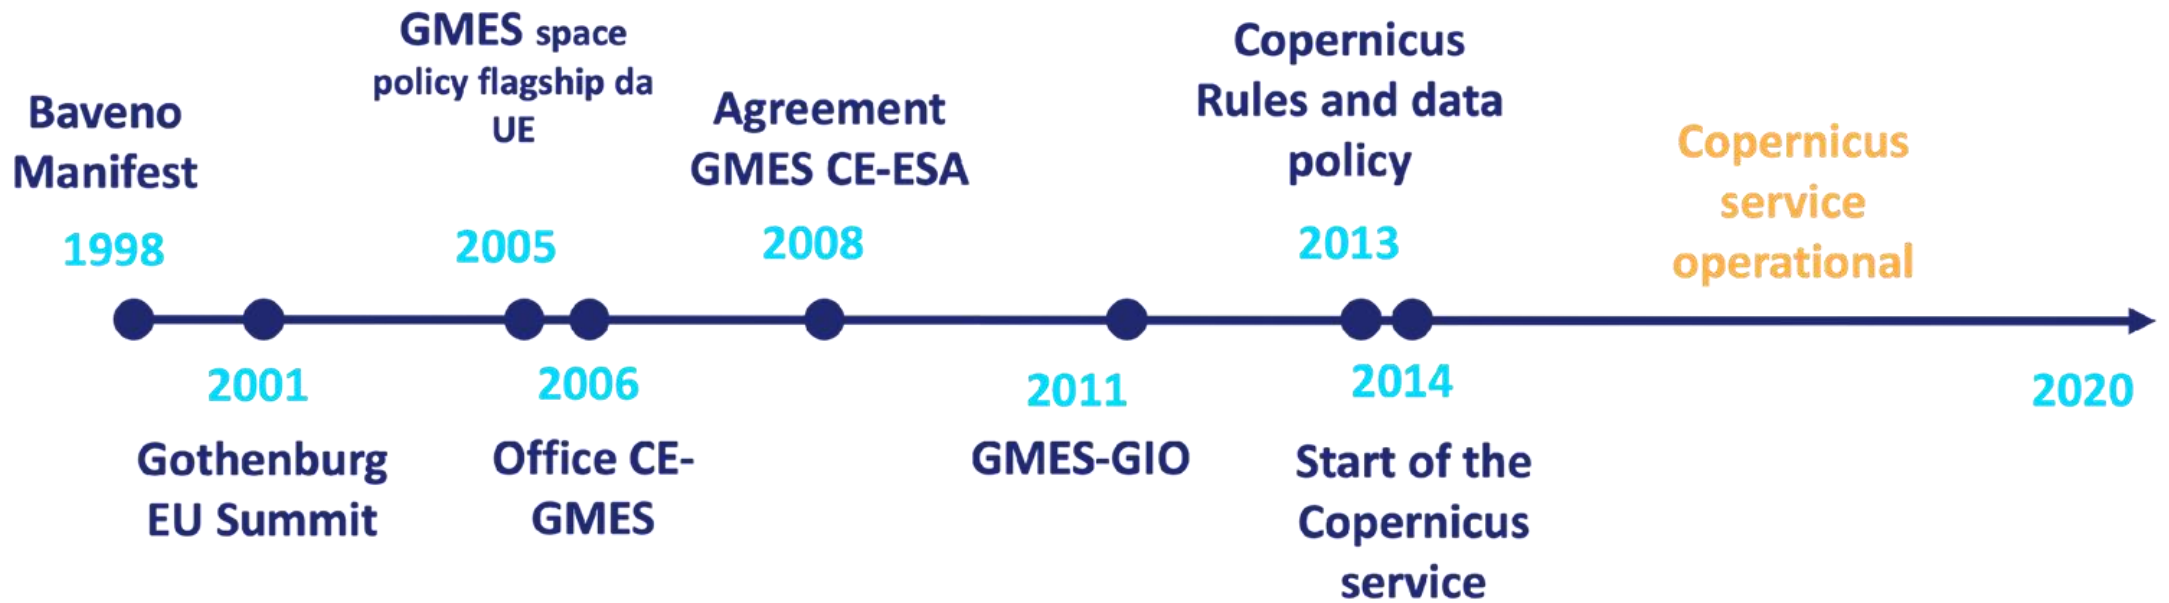 Baveno
Manifest
1998
GMES space
policy flagship da
UE
2005
Agreement
GMES CE-ESA
2008
Copernicus
Rules and data
policy
2013
Copernicus
service
operational
2001
Gothenburg
EU Summit
2006
Office CE-
GMES
2011
GMES-GIO
2014
Start of the
Copernicus
service
2020